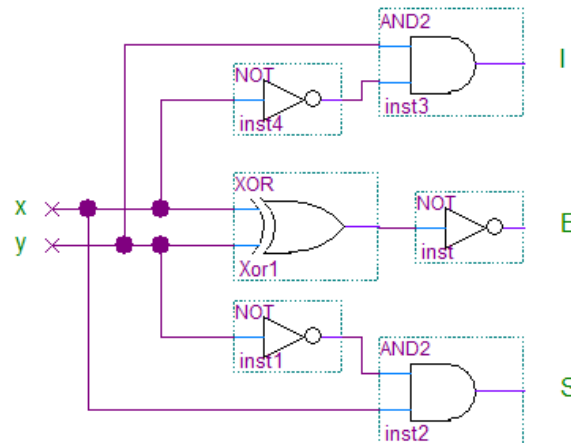 AND2
I
NOT
inst3
inst4
XOR
x
NOT
E
y
inst
Xor1
NOT
inst1
AND2
S
inst2